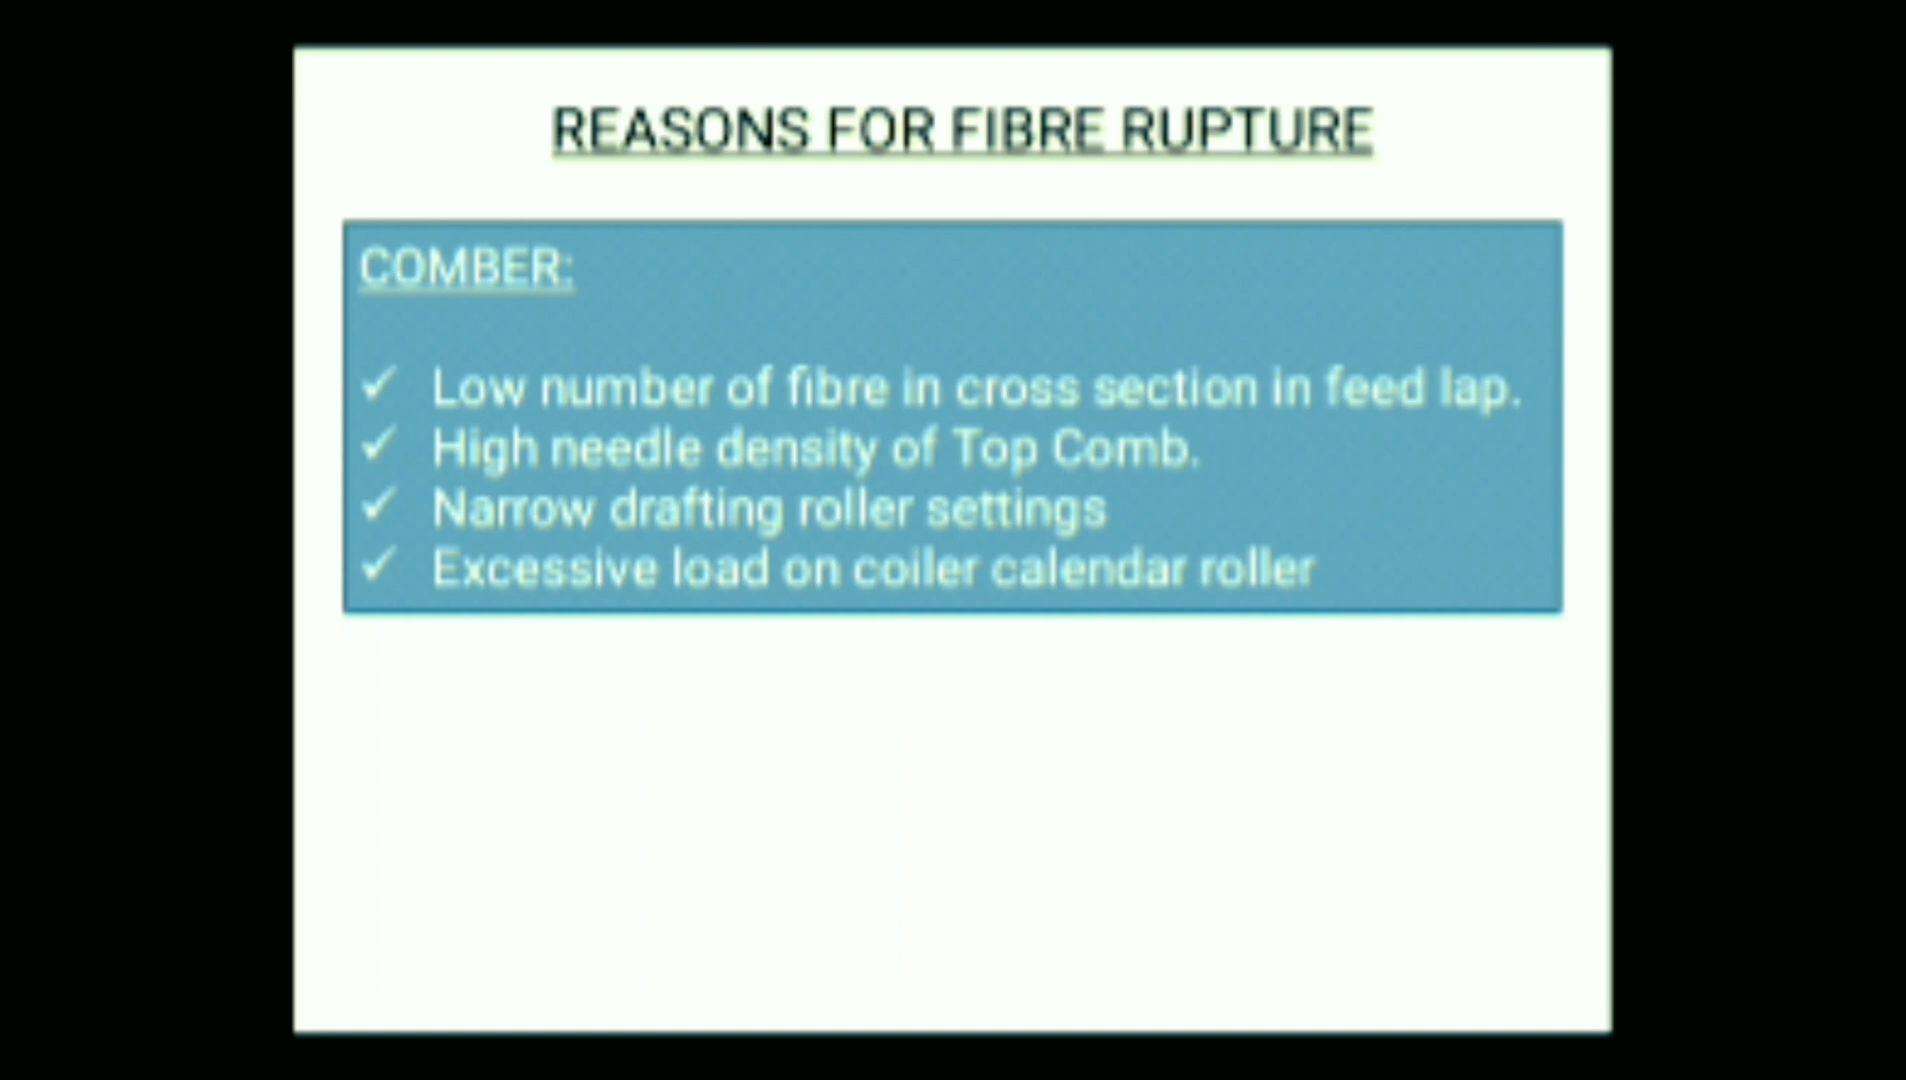 REASONS FOR FIBRE RUPTURE
COMBER:
✓ Low number of fibre in cross section in feed lap.
✓ High needle density of Top Comb.
✓ Narrow drafting roller settings
✓ Excessive load on coiler calendar roller